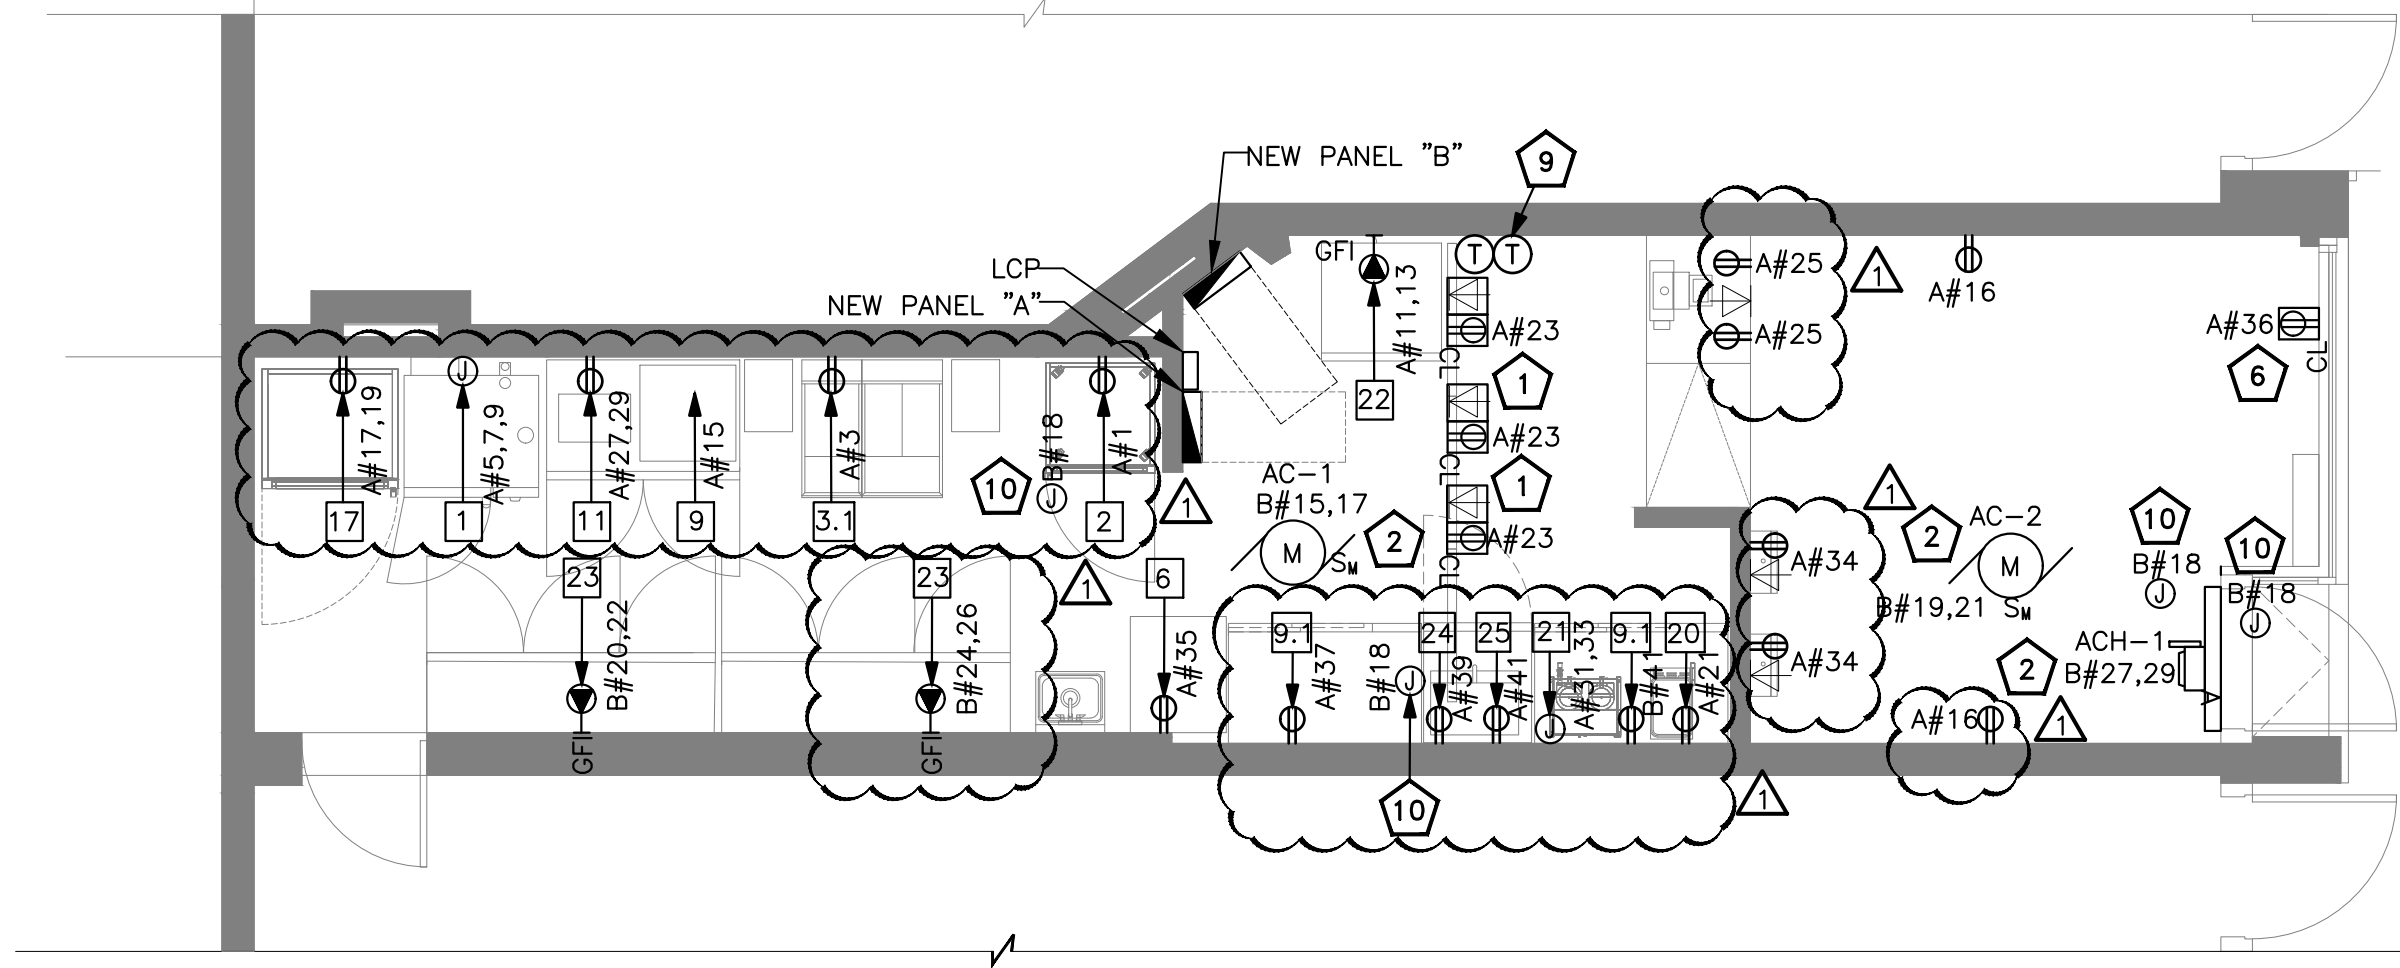 NEW PANEL "B"
9
LCP
NEW PANEL "A"
GFI
T
T
A#11,13
22
A#23
CL
1
A#23
CL
1
A#23
CL
A#25
A#25
1
A#16
A#36
CL
6
A#17,19
A#5,7,9
A#27,29
A#15
A#3
B#18
A#1
J
J
10
17
1
11
9
3.1
2
1
AC-1
B#15,17
M
SM
2
1
2
AC-2
M
B#19,21
SM
10
10
B#18
J
B#18
J
A#34
A#34
23
B#20,22
GFI
23
B#24,26
GFI
1
6
A#35
9.1
A#37
B#18
J
24
A#39
25
A#41
21
A#31,33
J
9.1
B#41
20
A#21
10
1
2
ACH-1
B#27,29
A#16
1